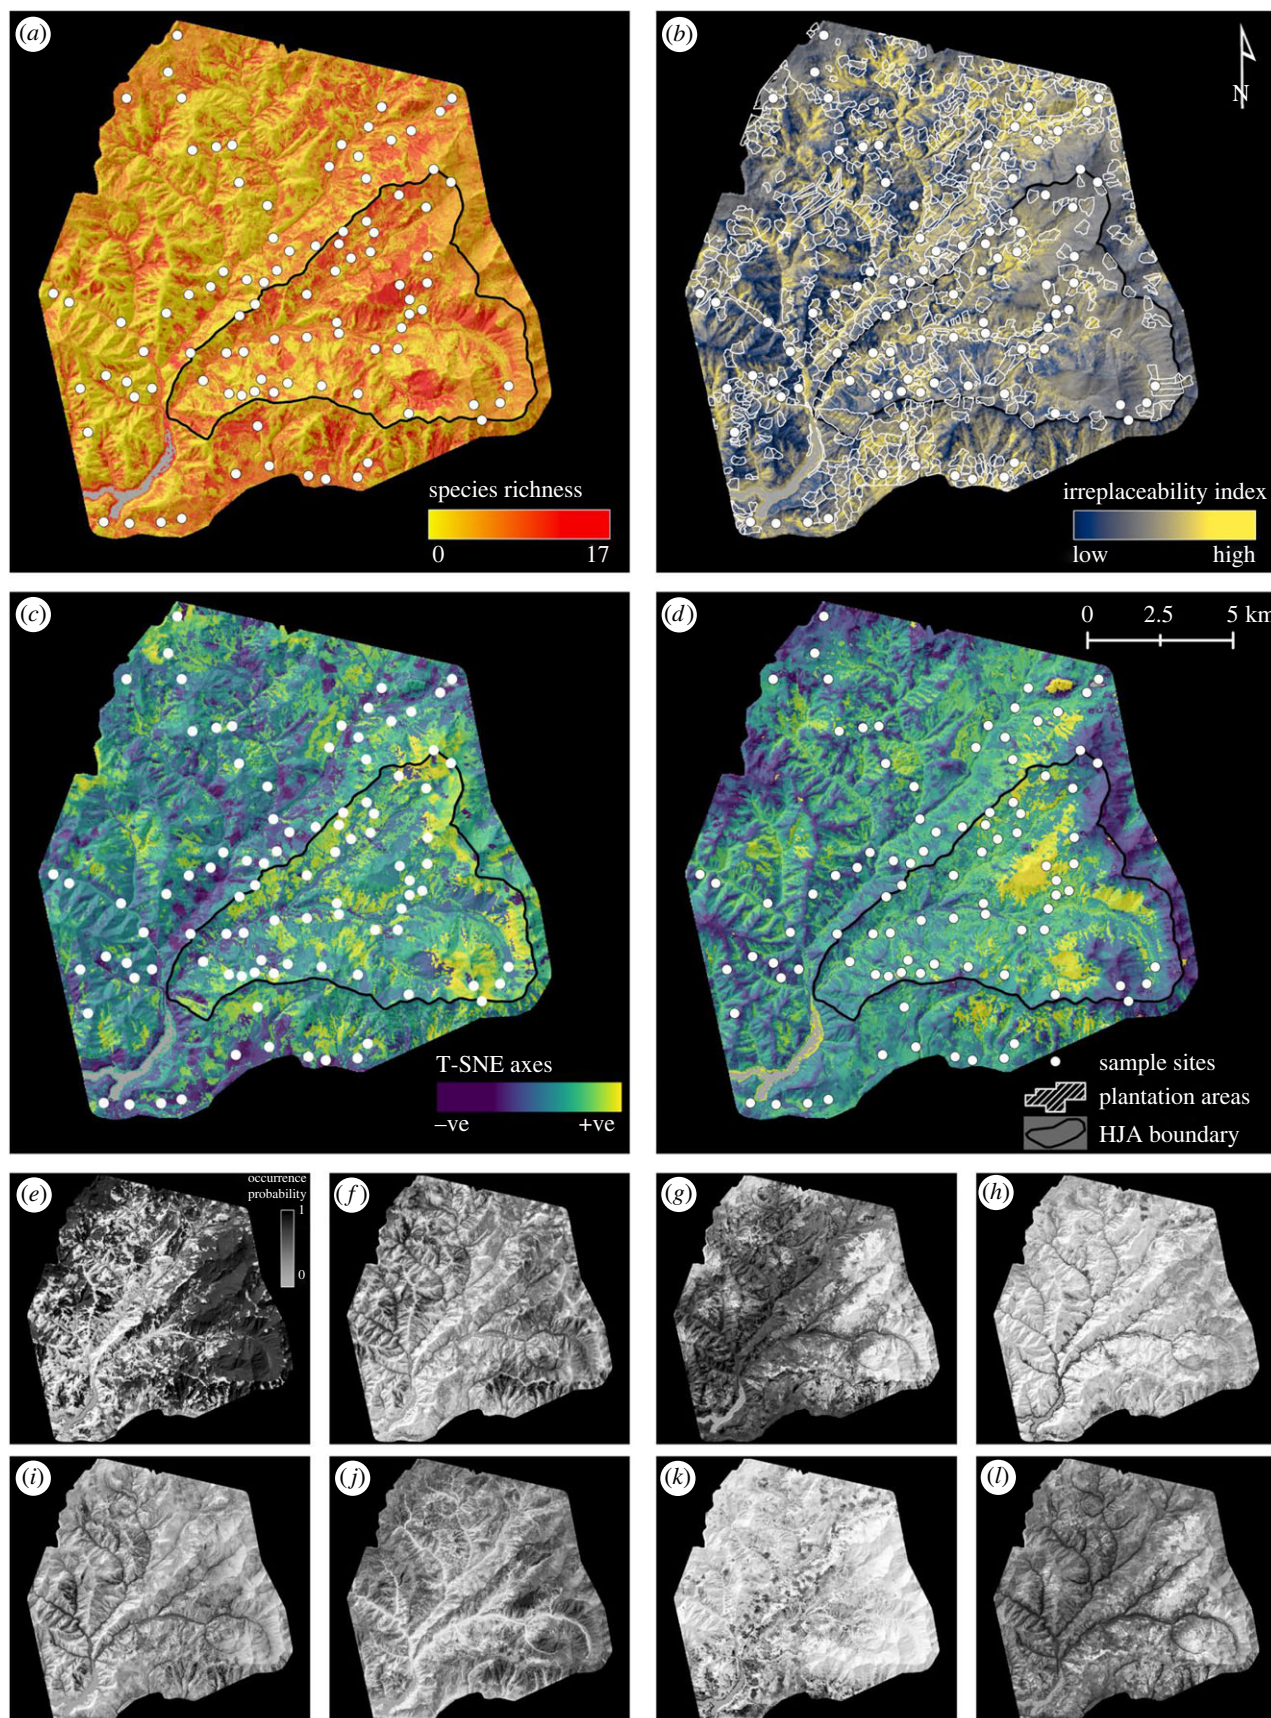 (a)
species richness
0 17
(b)
N
irreplaceability index
low high
(c)
T-SNE axes
–ve +ve
(d)
0 2.5 5 km
sample sites
plantation areas
HJA boundary
(e)
occurrence
probability
1
0
(f)
(g)
(h)
(i)
(j)
(k)
(l)